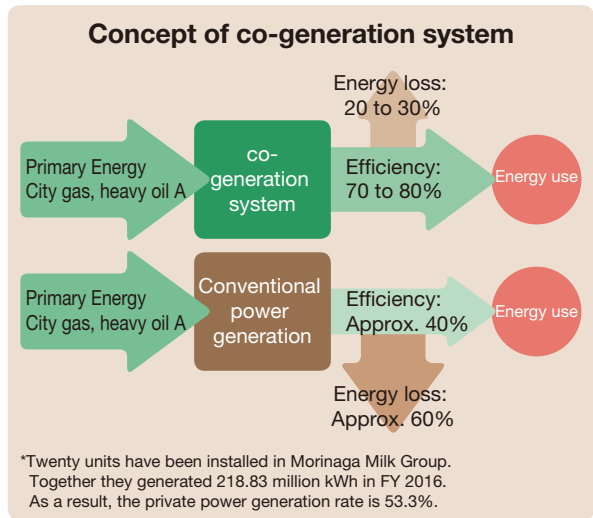 Concept of co-generation system
Energy loss:
20 to 30%
Primary Energy
City gas, heavy oil A
co-
generation
system
Efficiency:
70 to 80%
Energy use
Primary Energy
City gas, heavy oil A
Conventional
power
generation
Efficiency:
Approx. 40%
Energy use
Energy loss:
Approx. 60%
*Twenty units have been installed in Morinaga Milk Group.
Together they generated 218.83 million kWh in FY 2016.
As a result, the private power generation rate is 53.3%.